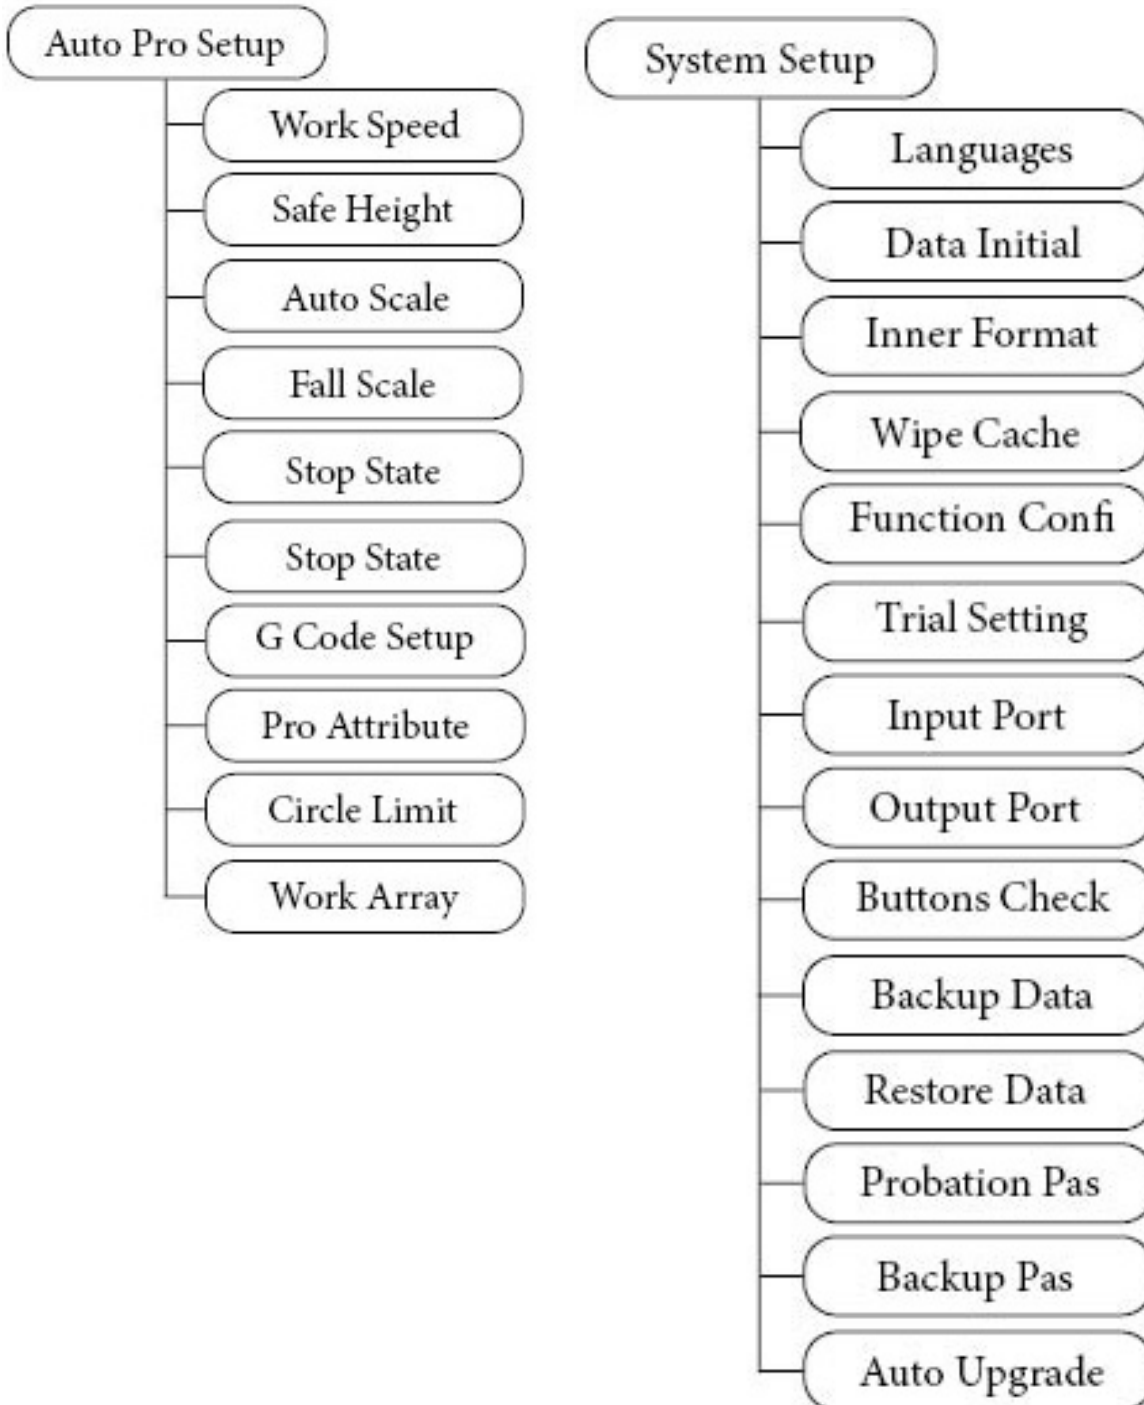 Auto Pro Setup
Work Speed
Safe Height
Auto Scale
Fall Scale
Stop State
Stop State
G Code Setup
Pro Attribute
Circle Limit
Work Array
System Setup
Languages
Data Initial
Inner Format
Wipe Cache
Function Confi
Trial Setting
Input Port
Output Port
Buttons Check
Backup Data
Restore Data
Probation Pas
Backup Pas
Auto Upgrade